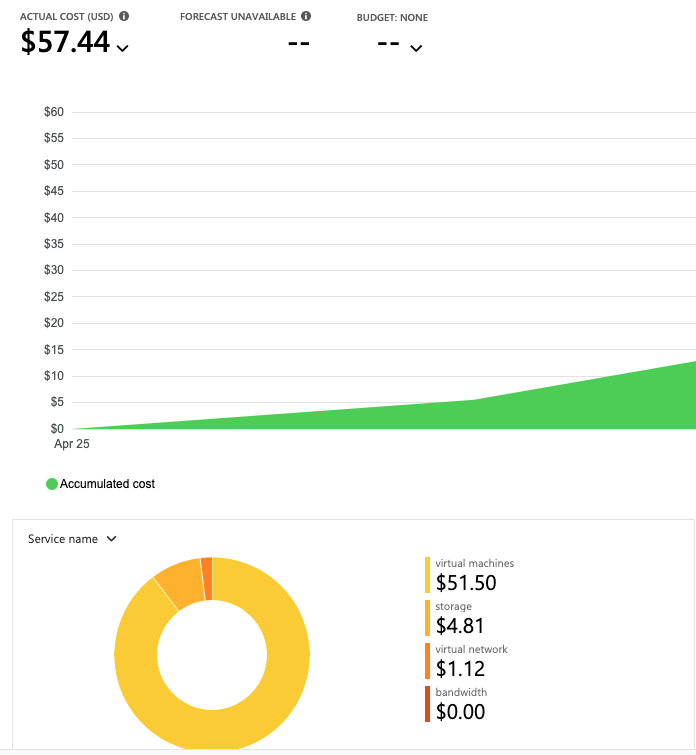 ACTUAL COST (USD)
$57.44
FORECAST UNAVAILABLE
--
BUDGET: NONE
--
$60
$55
$50
$45
$40
$35
$30
$25
$20
$15
$10
$5
$0
Apr 25
Accumulated cost
Service name
virtual machines
$51.50
storage
$4.81
virtual network
$1.12
bandwidth
$0.00